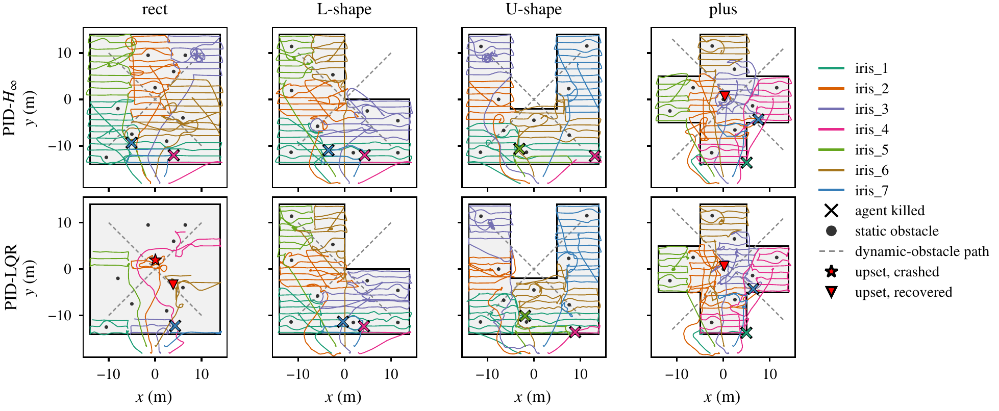 rect
L-shape
U-shape
plus
PID-H∞
y (m)
10
0
−10
PID-LQR
y (m)
10
0
−10
−10 0 10
−10 0 10
−10 0 10
−10 0 10
x (m)
x (m)
x (m)
x (m)
iris_1
iris_2
iris_3
iris_4
iris_5
iris_6
iris_7
agent killed
static obstacle
dynamic-obstacle path
upset, crashed
upset, recovered